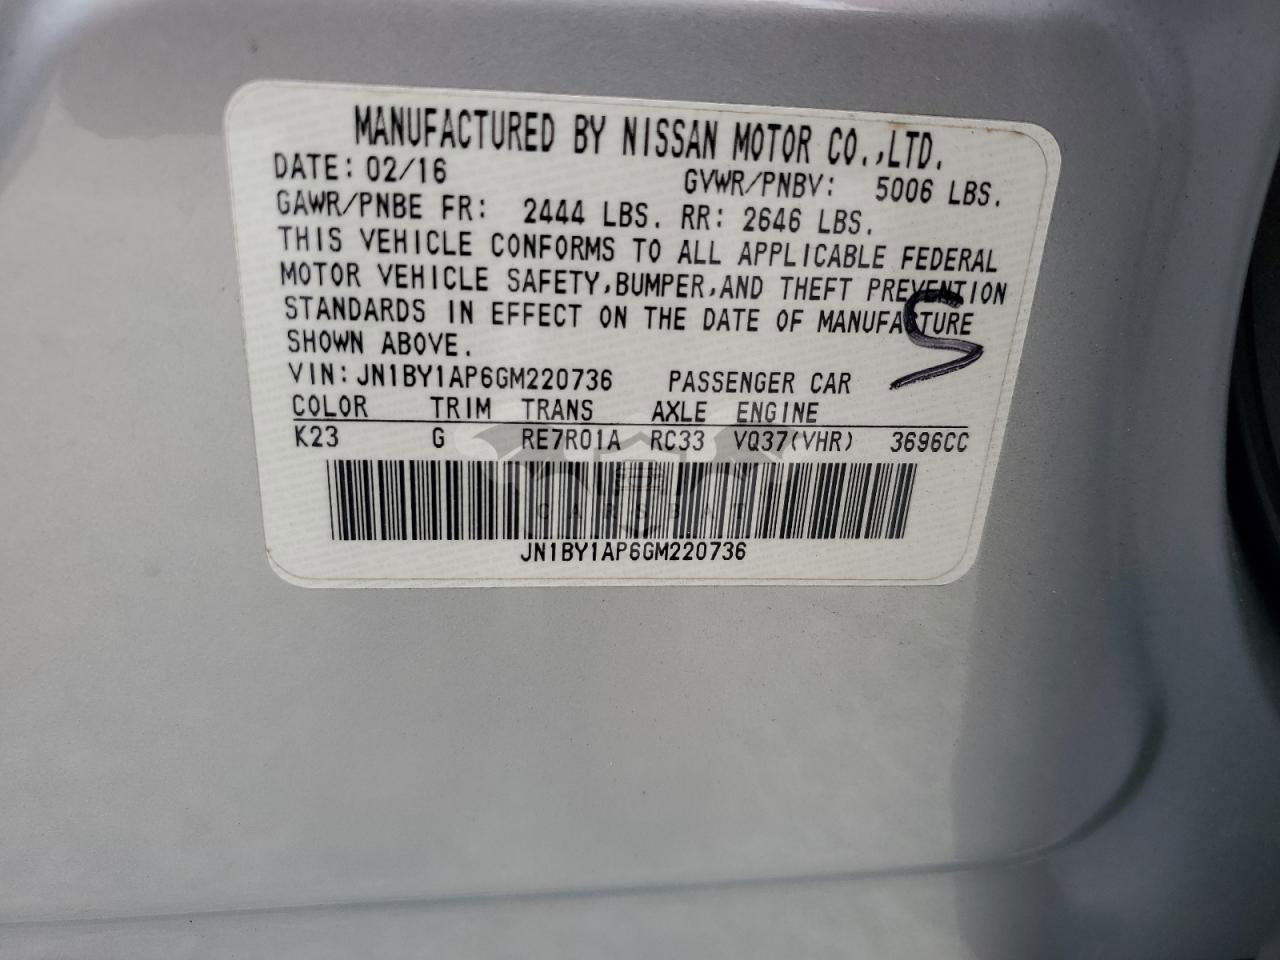 MANUFACTURED BY NISSAN MOTOR CO.,LTD.
DATE: 02/16 GVWR/PNBV: 5006 LBS.
GAWR/PNBE FR: 2444 LBS. RR: 2646 LBS.
THIS VEHICLE CONFORMS TO ALL APPLICABLE FEDERAL
MOTOR VEHICLE SAFETY,BUMPER,AND THEFT PREVENTION
STANDARDS IN EFFECT ON THE DATE OF MANUFACTURE
SHOWN ABOVE.
VIN: JN1BY1AP6GM220736 PASSENGER CAR
COLOR TRIM TRANS AXLE ENGINE
K23 G RE7R01A RC33 VQ37(VHR) 3696CC
CARSBAT
JN1BY1AP6GM220736
S